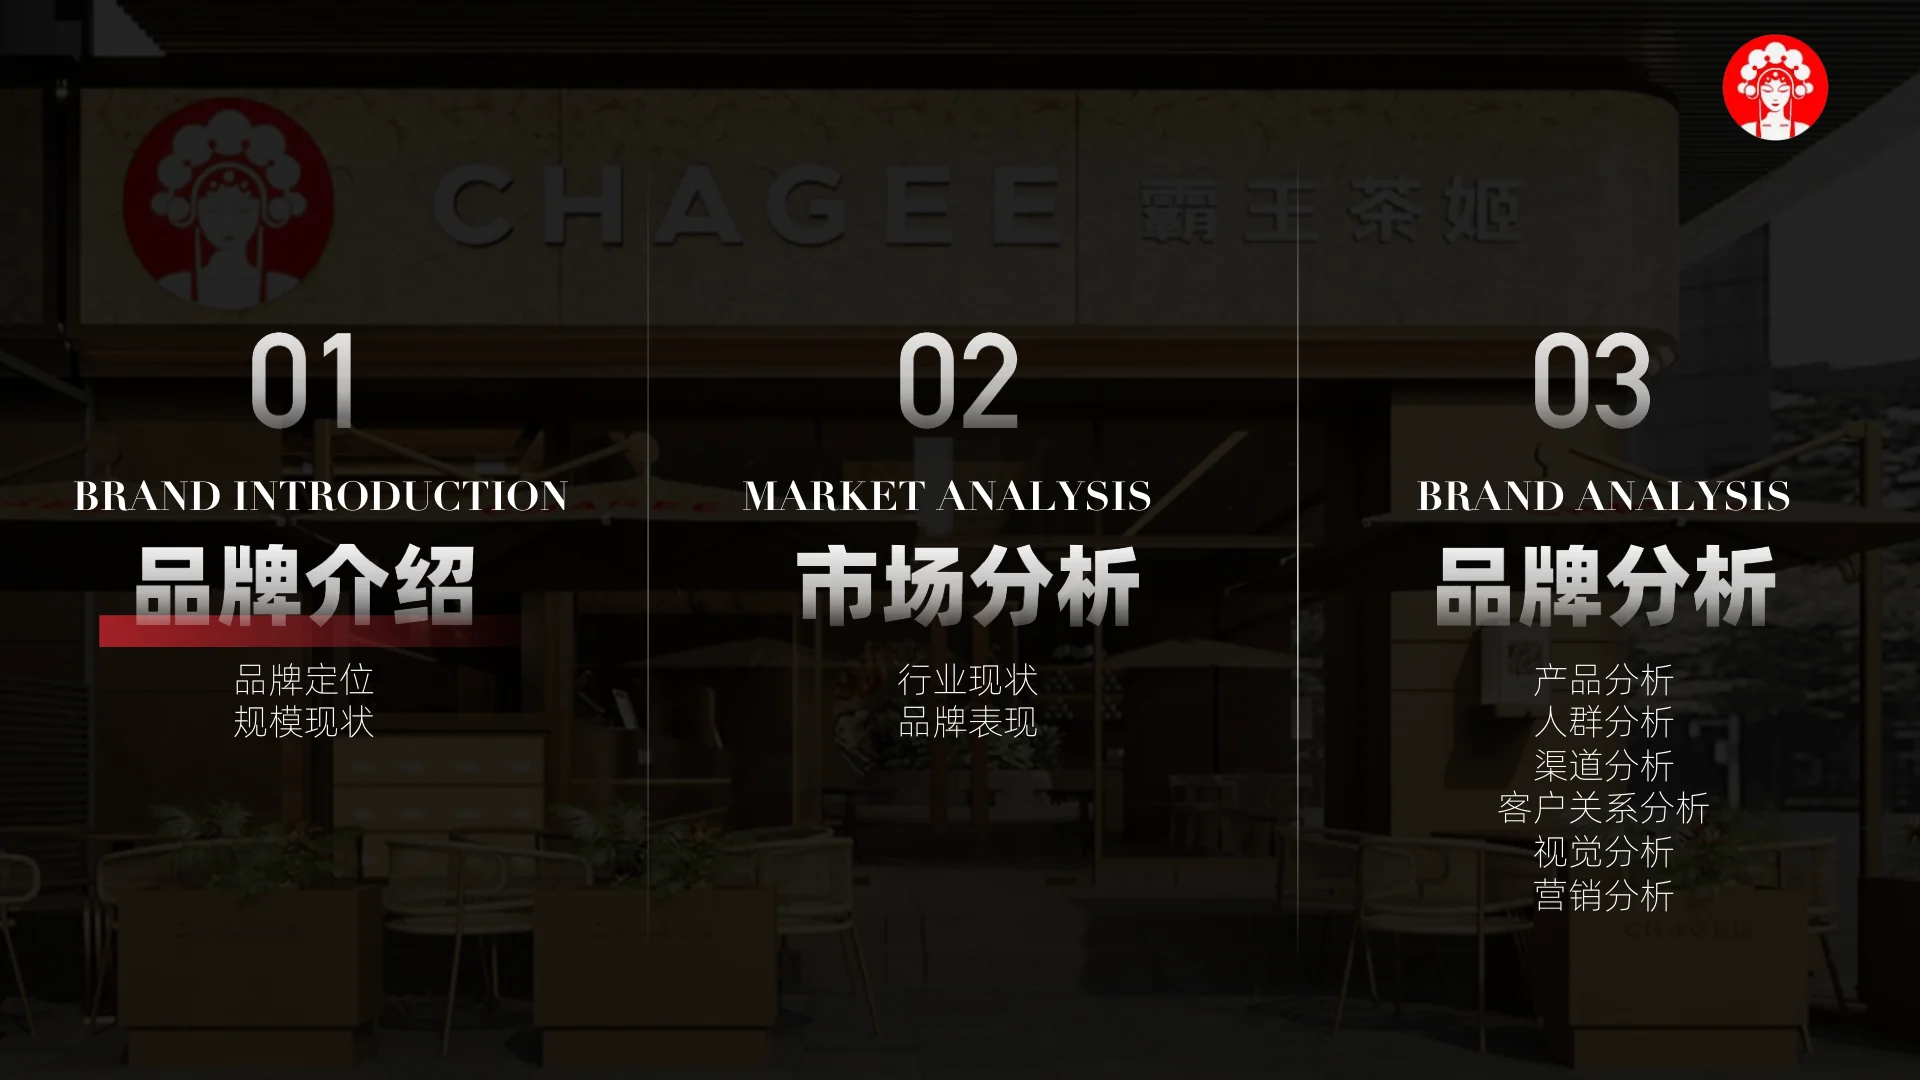 CHAGEE 霸王茶姬
01
BRAND INTRODUCTION
品牌介绍
品牌定位
规模现状
02
MARKET ANALYSIS
市场分析
行业现状
品牌表现
03
BRAND ANALYSIS
品牌分析
产品分析
人群分析
渠道分析
客户关系分析
视觉分析
营销分析
CHAGEE